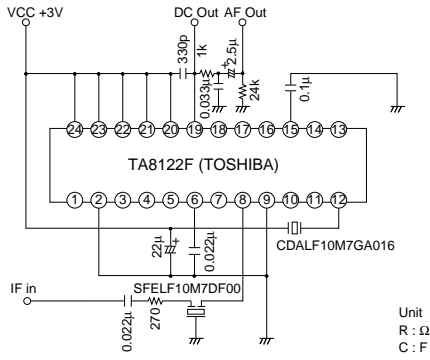 VCC +3V
DC Out
AF Out
330p
1k
2.5μ
+
0.033μ
24k
0.1μ
24 23 22 21 20 19 18 17 16 15 14 13
TA8122F (TOSHIBA)
1 2 3 4 5 6 7 8 9 10 11 12
22μ
+
0.022μ
CDALF10M7GA016
IF in
SFELF10M7DF00
0.022μ
270
Unit
R : Ω
C : F